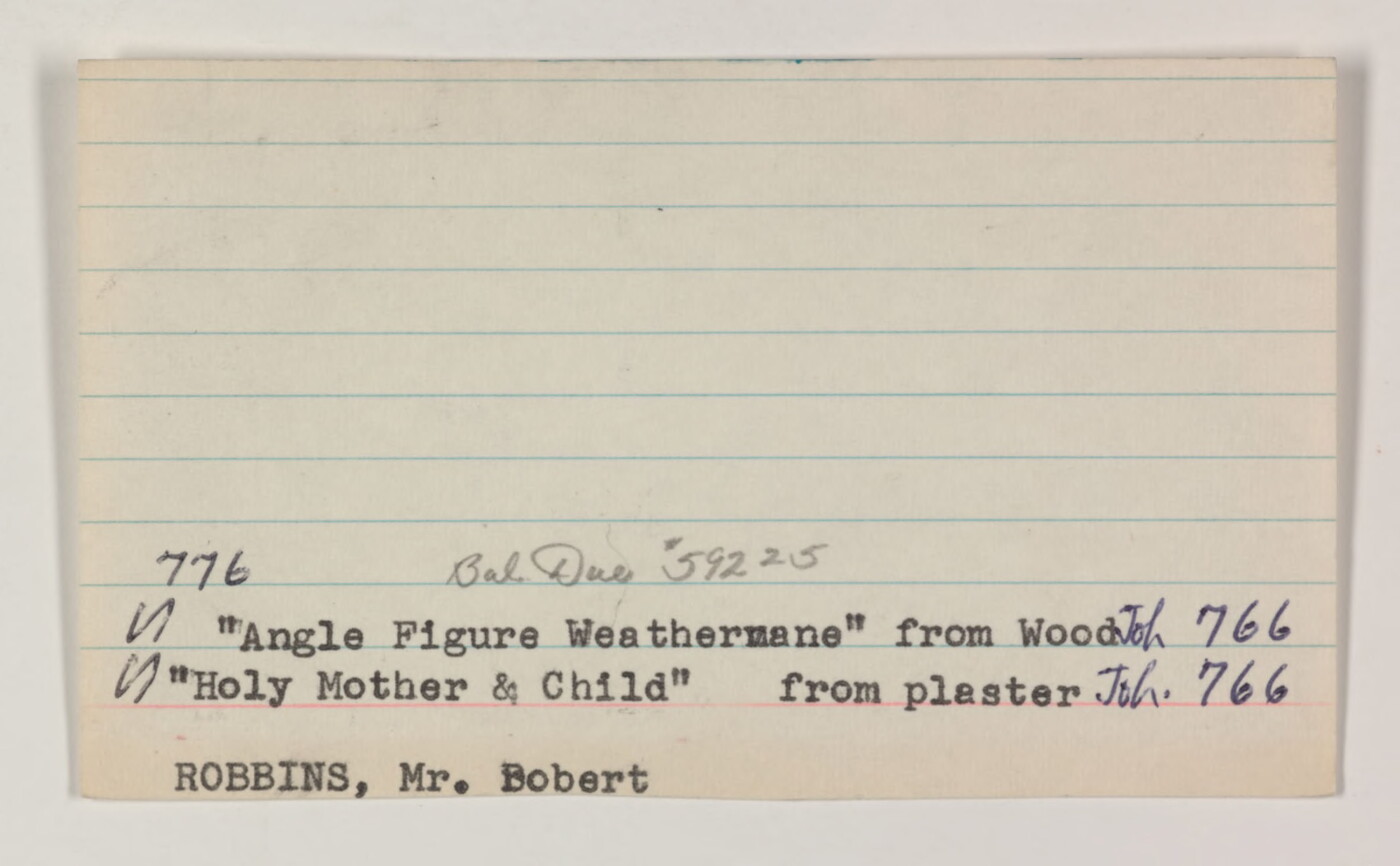 776 Bal. Due $592 25
"Angle Figure Weathermane" from Wood Joh 766
"Holy Mother & Child" from plaster Joh. 766
ROBBINS, Mr. Bobert